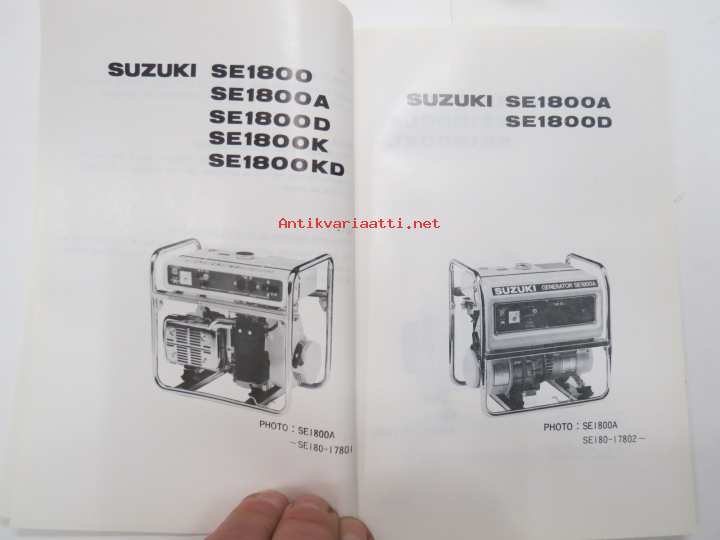 SUZUKI SE1800
SE1800A
SE1800D
SE1800K
SE1800KD
PHOTO : SE1800A
～SE180-17801
SUZUKI SE1800A
SE1800D
SUZUKI GENERATOR SE1800A
PHOTO : SE1800A
SE180-17802～
Antikvariaatti.net